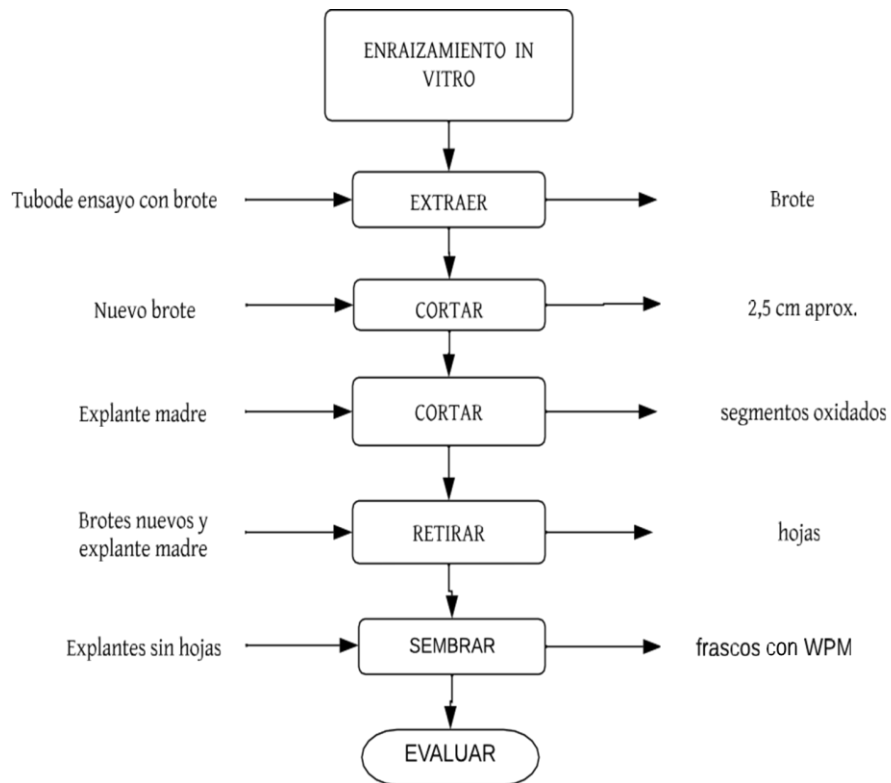 ENRAIZAMIENTO IN
VITRO
Tubode ensayo con brote
EXTRAER
Brote
Nuevo brote
CORTAR
2,5 cm aprox.
Explante madre
CORTAR
segmentos oxidados
Brotes nuevos y
explante madre
RETIRAR
hojas
Explantes sin hojas
SEMBRAR
frascos con WPM
EVALUAR